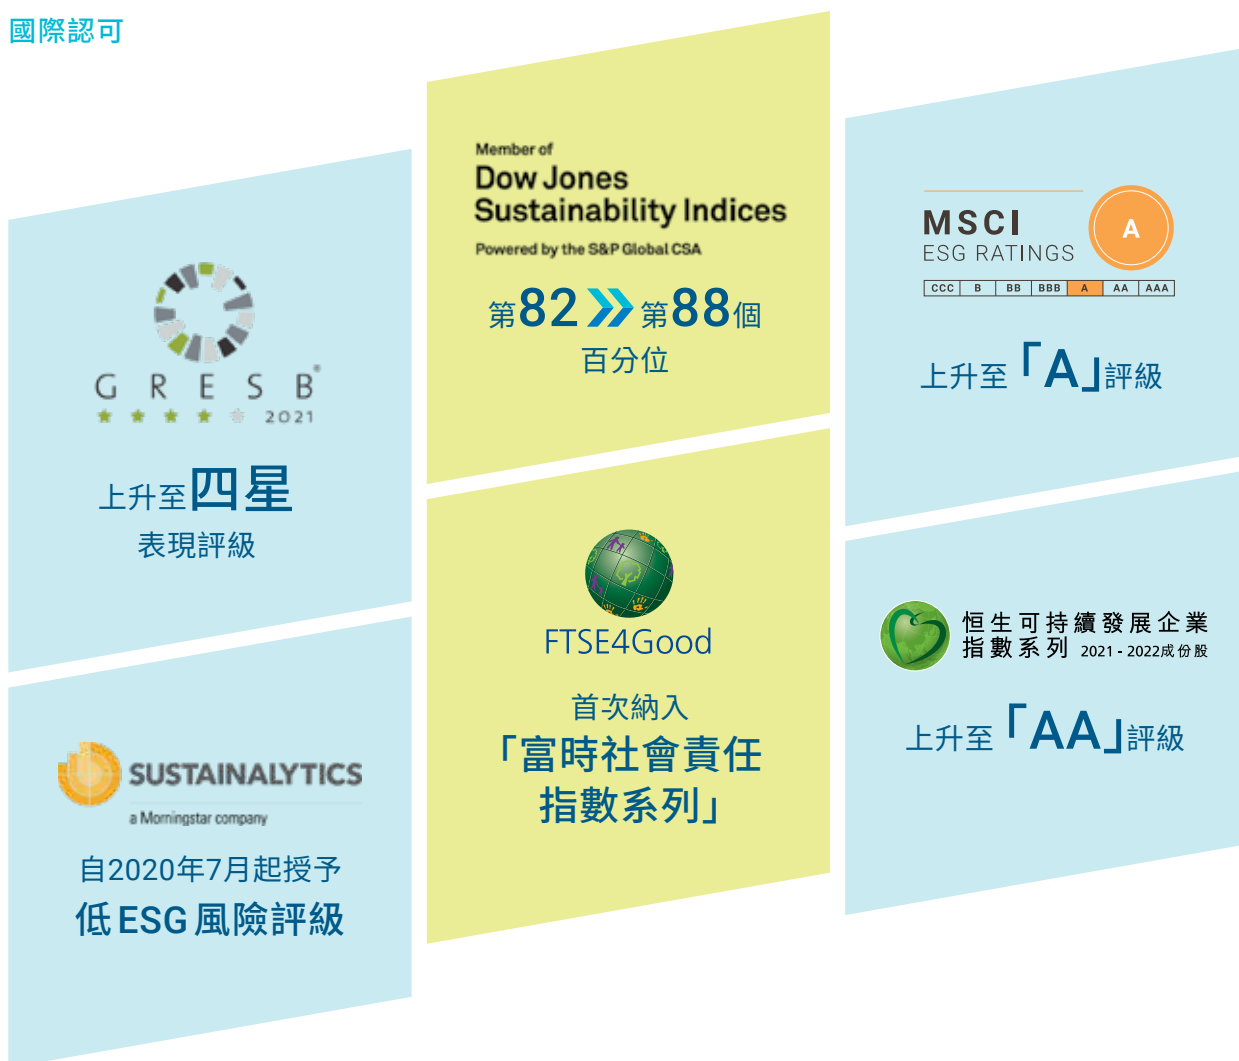 國際認可
GRESB®
2021
上升至四星
表現評級
SUSTAINALYTICS
a Morningstar company
自2020年7月起授予
低ESG風險評級
Member of
Dow Jones
Sustainability Indices
Powered by the S&P Global CSA
第82 第88個
百分位
FTSE4Good
首次納入
「富時社會責任
指數系列」
MSCI
ESG RATINGS
A
CCC B BB BBB A AA AAA
上升至「A」評級
恒生可持續發展企業
指數系列 2021 - 2022成份股
上升至「AA」評級